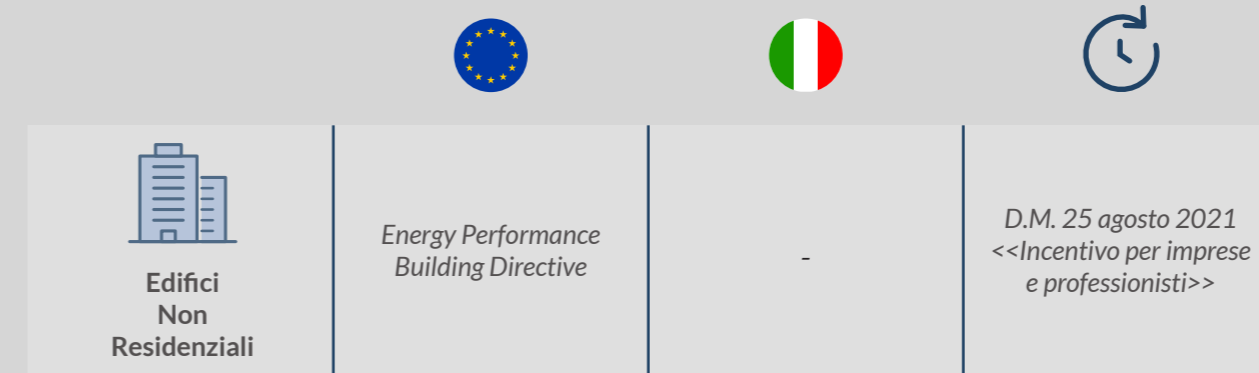 Edifici
Non
Residenziali
Energy Performance
Building Directive
-
D.M. 25 agosto 2021
<<Incentivo per imprese
e professionisti>>